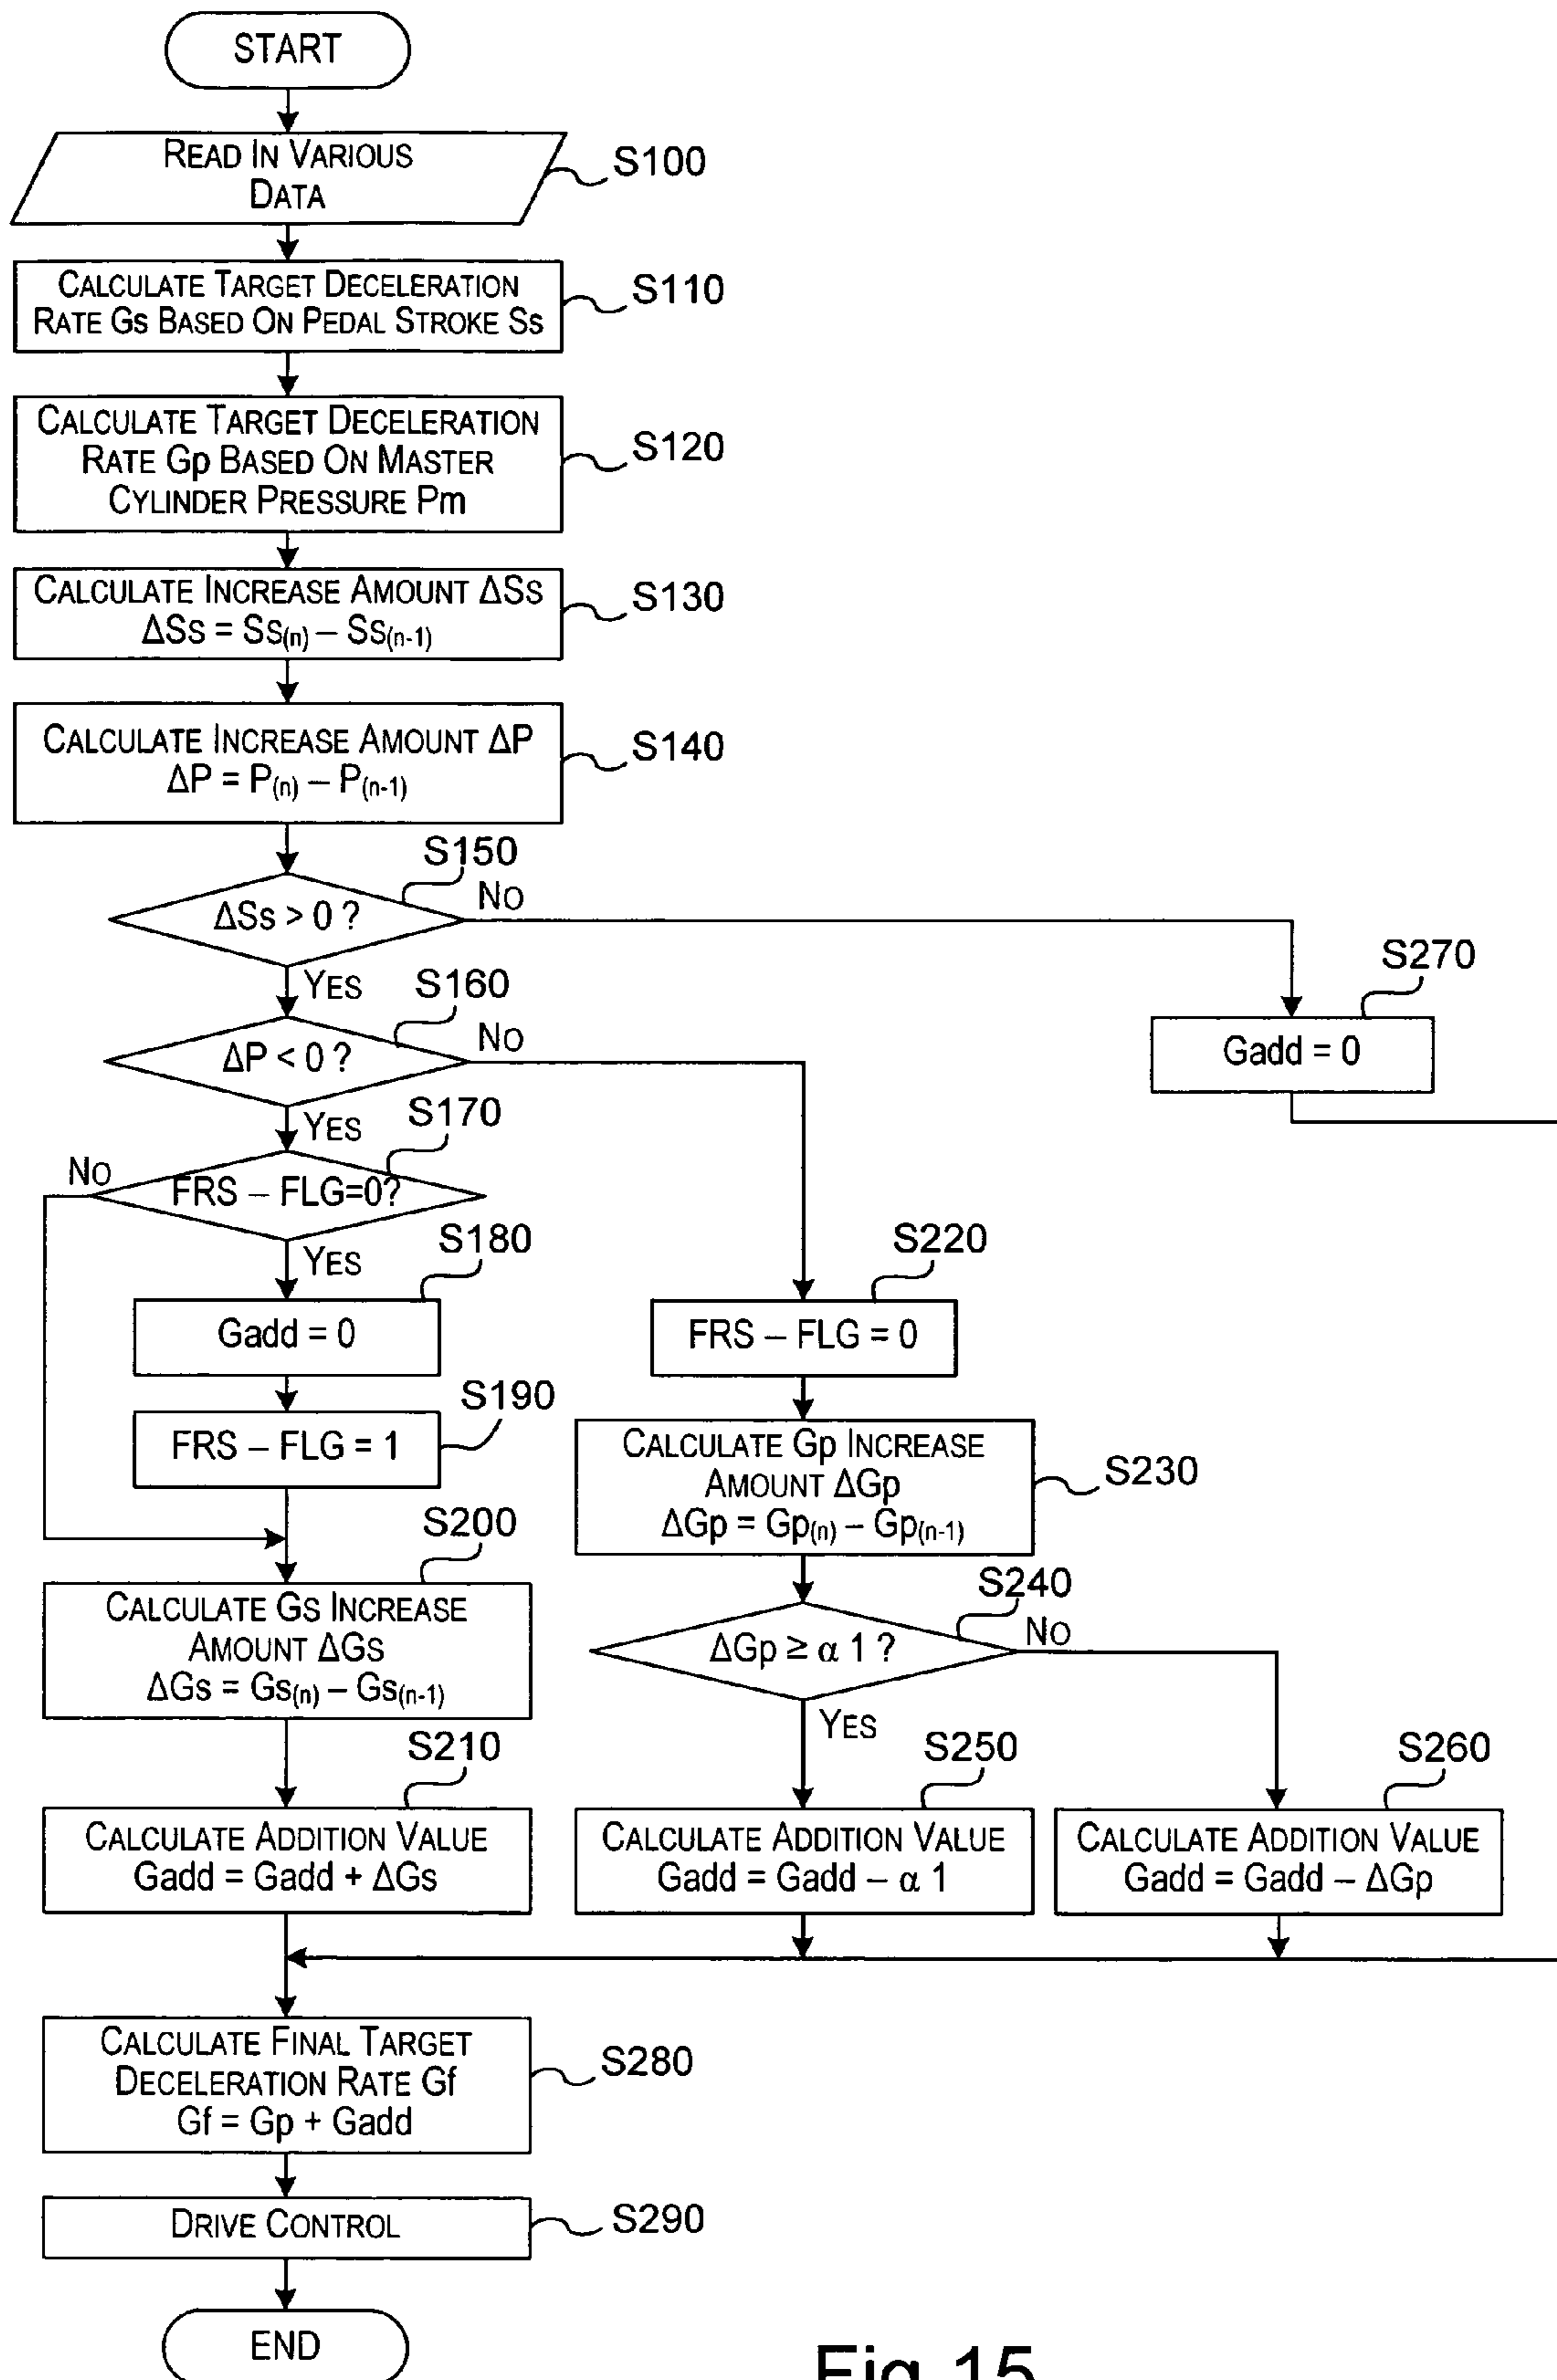 START
READ IN VARIOUS
DATA
S100
CALCULATE TARGET DECELERATION
RATE Gs BASED ON PEDAL STROKE Ss
S110
CALCULATE TARGET DECELERATION
RATE Gp BASED ON MASTER
CYLINDER PRESSURE Pm
S120
CALCULATE INCREASE AMOUNT ΔSs
ΔSs = Ss(n) – Ss(n-1)
S130
CALCULATE INCREASE AMOUNT ΔP
ΔP = P(n) – P(n-1)
S140
S150
ΔSs > 0 ?
NO
YES
S270
Gadd = 0
S160
ΔP < 0 ?
NO
YES
S170
FRS – FLG=0?
NO
YES
S180
Gadd = 0
S190
FRS – FLG = 1
S220
FRS – FLG = 0
CALCULATE Gp INCREASE
AMOUNT ΔGp
ΔGp = Gp(n) – Gp(n-1)
S230
S200
CALCULATE Gs INCREASE
AMOUNT ΔGs
ΔGs = Gs(n) – Gs(n-1)
S240
ΔGp ≥ α 1 ?
NO
YES
S210
CALCULATE ADDITION VALUE
Gadd = Gadd + ΔGs
S250
CALCULATE ADDITION VALUE
Gadd = Gadd – α 1
S260
CALCULATE ADDITION VALUE
Gadd = Gadd – ΔGp
CALCULATE FINAL TARGET
DECELERATION RATE Gf
Gf = Gp + Gadd
S280
DRIVE CONTROL
S290
END
Fig 15